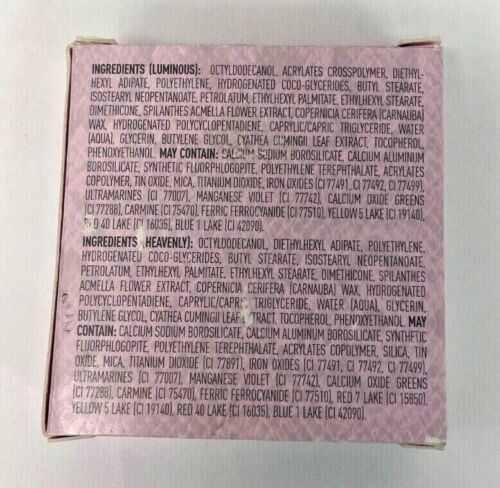 INGREDIENTS (LUMINOUS): OCTYLDODECANOL, ACRYLATES CROSSPOLYMER, DIETHYL-
HEXYL ADIPATE, POLYETHYLENE, HYDROGENATED COCO-GLYCERIDES, BUTYL STEARATE,
ISOSTEARYL NEOPENTANOATE, PETROLATUM, ETHYLHEXYL PALMITATE, ETHYLHEXYL STEARATE,
DIMETHICONE, SPILANTHES ACMELLA FLOWER EXTRACT, COPERNICIA CERIFERA (CARNAUBA)
WAX, HYDROGENATED POLYCYCLOPENTADIENE, CAPRYLIC/CAPRIC TRIGLYCERIDE, WATER
(AQUA), GLYCERIN, BUTYLENE GLYCOL, CYATHEA CUMINGII LEAF EXTRACT, TOCOPHEROL,
PHENOXYETHANOL. MAY CONTAIN: CALCIUM SODIUM BOROSILICATE, CALCIUM ALUMINUM
BOROSILICATE, SYNTHETIC FLUORPHLOGOPITE, POLYETHYLENE TEREPHTHALATE, ACRYLATES
COPOLYMER, TIN OXIDE, MICA, TITANIUM DIOXIDE, IRON OXIDES (CI 77491, CI 77492, CI 77499),
ULTRAMARINES (CI 77007), MANGANESE VIOLET (CI 77742), CALCIUM OXIDE GREENS
(CI 77288), CARMINE (CI 75470), FERRIC FERROCYANIDE (CI 77510), YELLOW 5 LAKE (CI 19140),
RED 40 LAKE (CI 16035), BLUE 1 LAKE (CI 42090).
INGREDIENTS (HEAVENLY): OCTYLDODECANOL, DIETHYLHEXYL ADIPATE, POLYETHYLENE,
HYDROGENATED COCO-GLYCERIDES, BUTYL STEARATE, ISOSTEARYL NEOPENTANOATE,
PETROLATUM, ETHYLHEXYL PALMITATE, ETHYLHEXYL STEARATE, DIMETHICONE, SPILANTHES
ACMELLA FLOWER EXTRACT, COPERNICIA CERIFERA (CARNAUBA) WAX, HYDROGENATED
POLYCYCLOPENTADIENE, CAPRYLIC/CAPRIC TRIGLYCERIDE, WATER (AQUA), GLYCERIN,
BUTYLENE GLYCOL, CYATHEA CUMINGII LEAF EXTRACT, TOCOPHEROL, PHENOXYETHANOL. MAY
CONTAIN: CALCIUM SODIUM BOROSILICATE, CALCIUM ALUMINUM BOROSILICATE, SYNTHETIC
FLUORPHLOGOPITE, POLYETHYLENE TEREPHTHALATE, ACRYLATES COPOLYMER, SILICA, TIN
OXIDE, MICA, TITANIUM DIOXIDE (CI 77891), IRON OXIDES (CI 77491, CI 77492, CI 77499),
ULTRAMARINES (CI 77007), MANGANESE VIOLET (CI 77742), CALCIUM OXIDE GREENS
(CI 77288), CARMINE (CI 75470), FERRIC FERROCYANIDE (CI 77510), RED 7 LAKE (CI 15850),
YELLOW 5 LAKE (CI 19140), RED 40 LAKE (CI 16035), BLUE 1 LAKE (CI 42090).